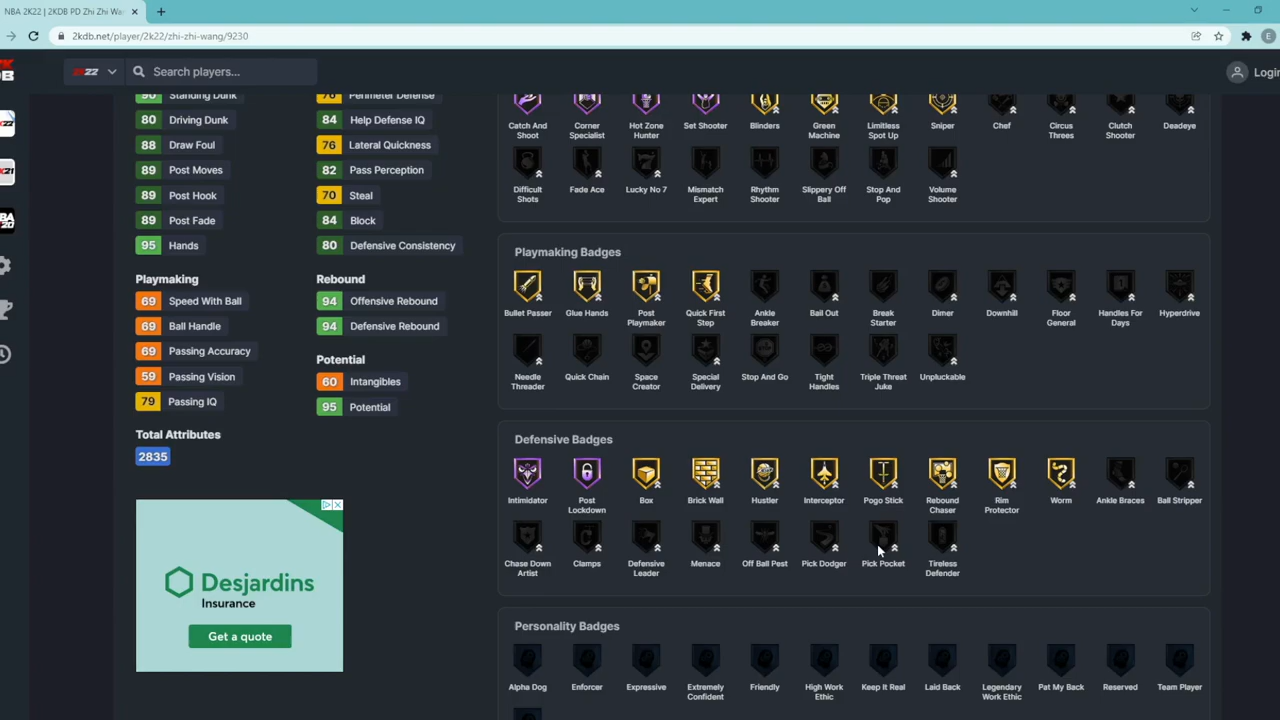 NBA 2K22 | 2KDB PD Zhi Zhi Wa
2kdb.net/player/2k22/zhi-zhi-wang/9230
E
DB
2K22
Search players...
Login
90 Standing Dunk
80 Driving Dunk
88 Draw Foul
89 Post Moves
89 Post Hook
89 Post Fade
95 Hands
Playmaking
69 Speed With Ball
69 Ball Handle
69 Passing Accuracy
59 Passing Vision
79 Passing IQ
Total Attributes
2835
Perimeter Defense
84 Help Defense IQ
76 Lateral Quickness
82 Pass Perception
70 Steal
84 Block
80 Defensive Consistency
Rebound
94 Offensive Rebound
94 Defensive Rebound
Potential
60 Intangibles
95 Potential
Desjardins
Insurance
Get a quote
Catch And Shoot
Corner Specialist
Hot Zone Hunter
Set Shooter
Blinders
Green Machine
Limitless Spot Up
Sniper
Chef
Circus Threes
Clutch Shooter
Deadeye
Difficult Shots
Fade Ace
Lucky No 7
Mismatch Expert
Rhythm Shooter
Slippery Off Ball
Stop And Pop
Volume Shooter
Playmaking Badges
Bullet Passer
Glue Hands
Post Playmaker
Quick First Step
Ankle Breaker
Bail Out
Break Starter
Dimer
Downhill
Floor General
Handles For Days
Hyperdrive
Needle Threader
Quick Chain
Space Creator
Special Delivery
Stop And Go
Tight Handles
Triple Threat Juke
Unpluckable
Defensive Badges
Intimidator
Post Lockdown
Box
Brick Wall
Hustler
Interceptor
Pogo Stick
Rebound Chaser
Rim Protector
Worm
Ankle Braces
Ball Stripper
Chase Down Artist
Clamps
Defensive Leader
Menace
Off Ball Pest
Pick Dodger
Pick Pocket
Tireless Defender
Personality Badges
Alpha Dog
Enforcer
Expressive
Extremely Confident
Friendly
High Work Ethic
Keep It Real
Laid Back
Legendary Work Ethic
Pat My Back
Reserved
Team Player